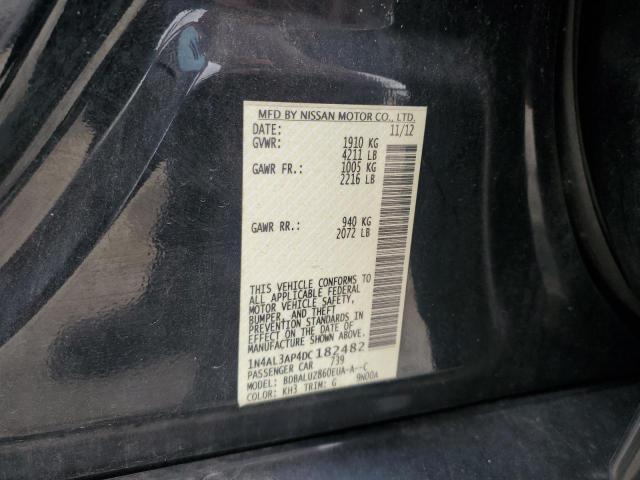 MFD BY NISSAN MOTOR CO., LTD.
DATE: 11/12
GVWR: 1910 KG
4211 LB
GAWR FR.: 1005 KG
2216 LB
GAWR RR.: 940 KG
2072 LB
THIS VEHICLE CONFORMS TO
ALL APPLICABLE FEDERAL
MOTOR VEHICLE SAFETY,
BUMPER, AND THEFT
PREVENTION STANDARDS IN
EFFECT ON THE DATE OF
MANUFACTURE SHOWN ABOVE.
1N4AL3AP4DC182482
PASSENGER CAR 739
MODEL: BDBALUZ860EUA-A--C
COLOR: KH3 TRIM: G 9N00A